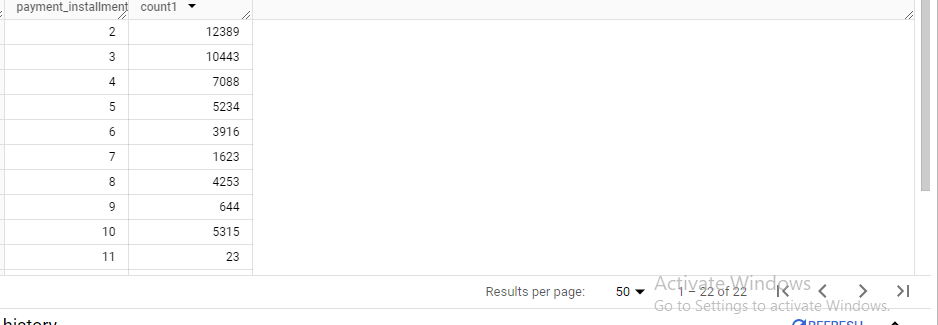 payment_installment count1
2 12389
3 10443
4 7088
5 5234
6 3916
7 1623
8 4253
9 644
10 5315
11 23
Results per page: 50 1 – 22 of 22
Activate Windows
Go to Settings to activate Windows.
history
REFRESH